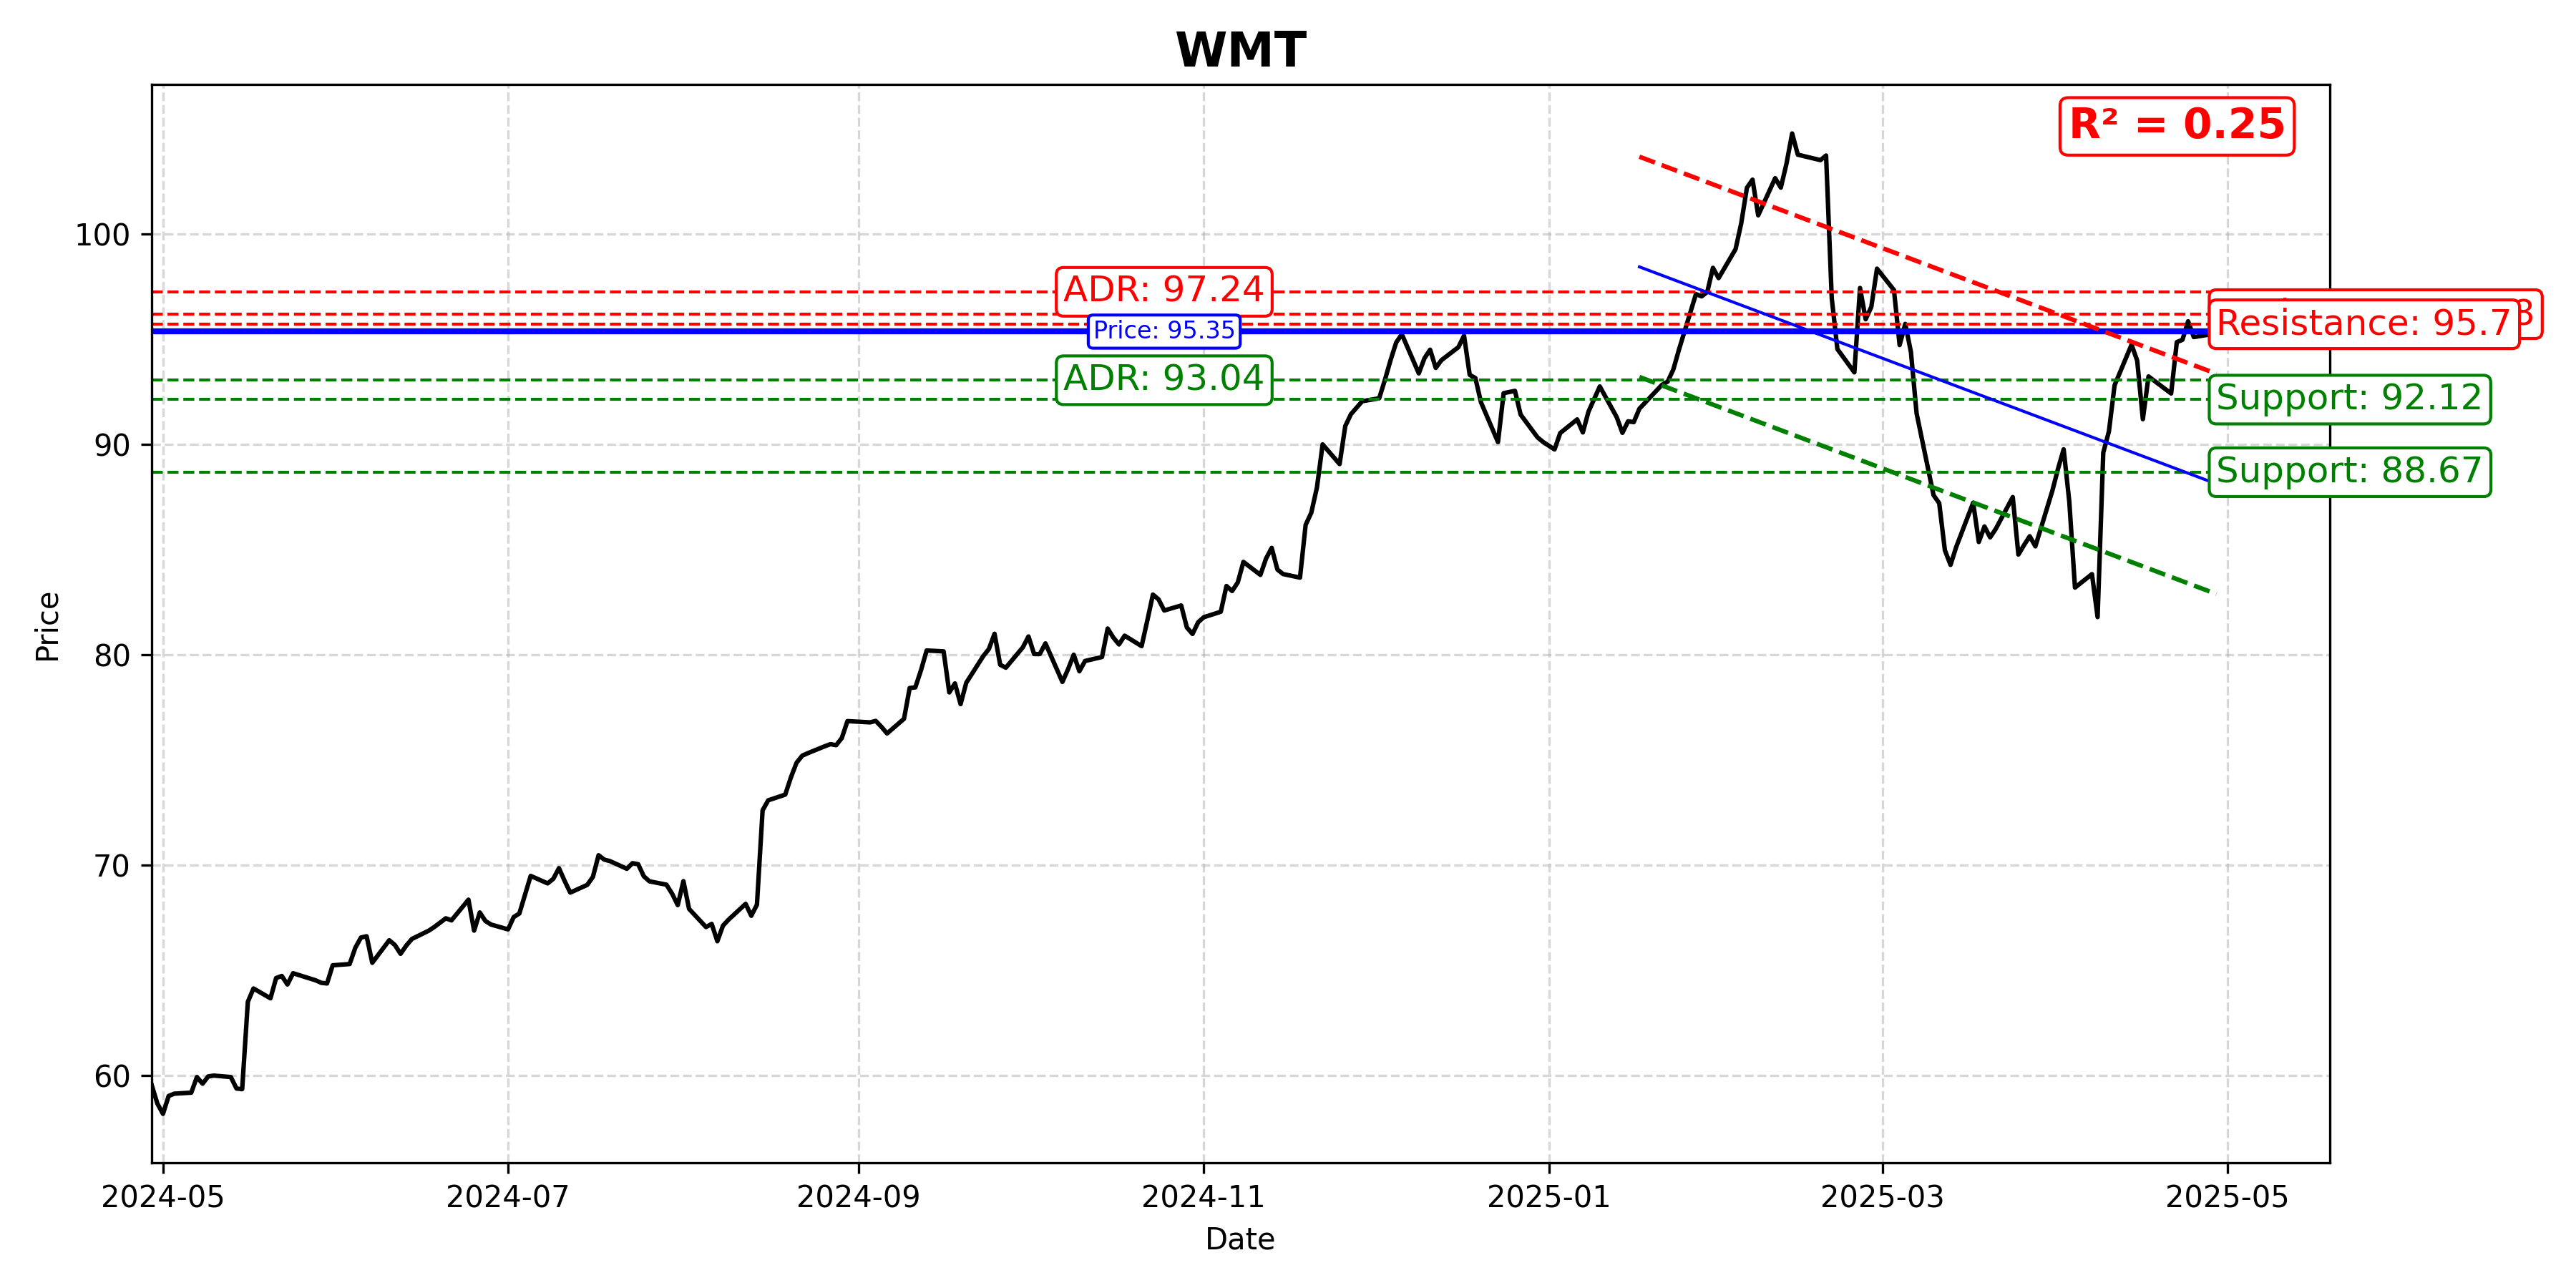 WMT
R² = 0.25
100
90
80
70
60
Price
ADR: 97.24
Price: 95.35
ADR: 93.04
Resistance: 95.7
Support: 92.12
Support: 88.67
2024-05
2024-07
2024-09
2024-11
2025-01
2025-03
2025-05
Date